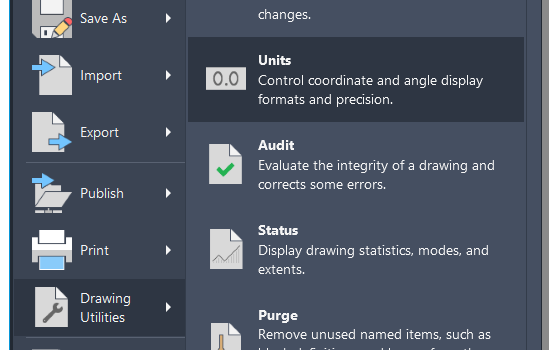 Save As
Import
Export
Publish
Print
Drawing
Utilities
changes.
Units
Control coordinate and angle display
formats and precision.
0.0
Audit
Evaluate the integrity of a drawing and
corrects some errors.
Status
Display drawing statistics, modes, and
extents.
Purge
Remove unused named items, such as